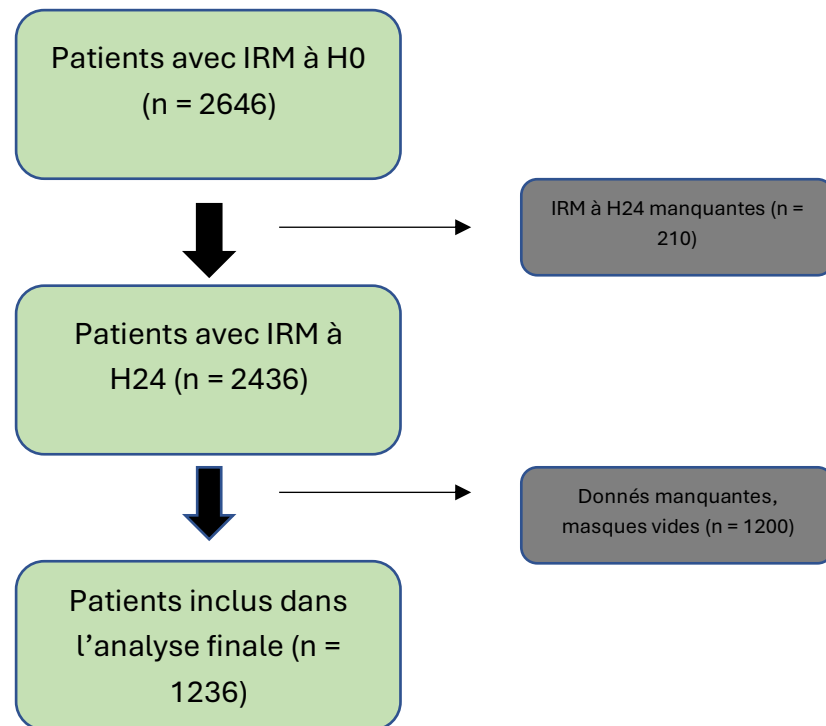 Patients avec IRM à H0
(n = 2646)
IRM à H24 manquantes (n =
210)
Patients avec IRM à
H24 (n = 2436)
Donnés manquantes,
masques vides (n = 1200)
Patients inclus dans
l’analyse finale (n =
1236)